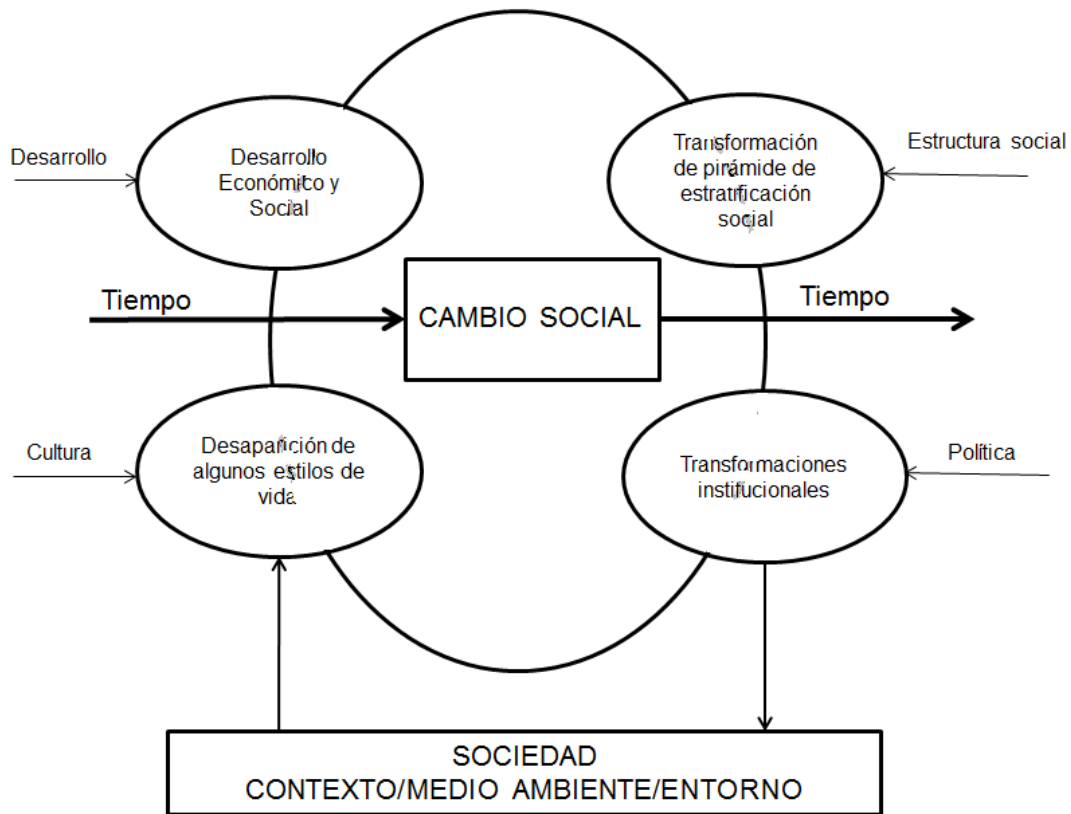 Desarrollo
Desarrollo
Económico y
Social
Transformación
de pirámide de
estratificación
social
Estructura social
Tiempo
CAMBIO SOCIAL
Tiempo
Cultura
Desaparición de
algunos estilos de
vida
Transformaciones
institucionales
Política
SOCIEDAD
CONTEXTO/MEDIO AMBIENTE/ENTORNO